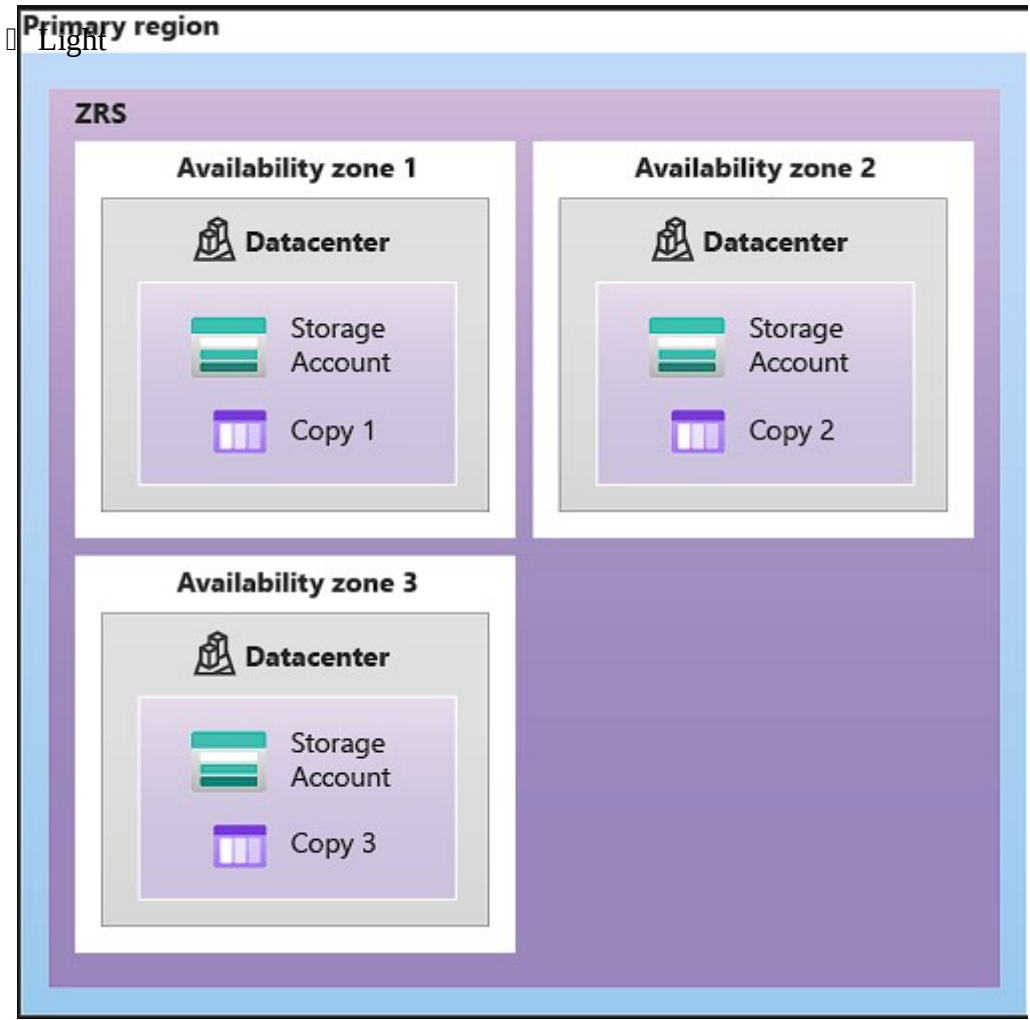 Primary region
Light
ZRS
Availability zone 1
Datacenter
Storage
Account
Copy 1
Availability zone 2
Datacenter
Storage
Account
Copy 2
Availability zone 3
Datacenter
Storage
Account
Copy 3